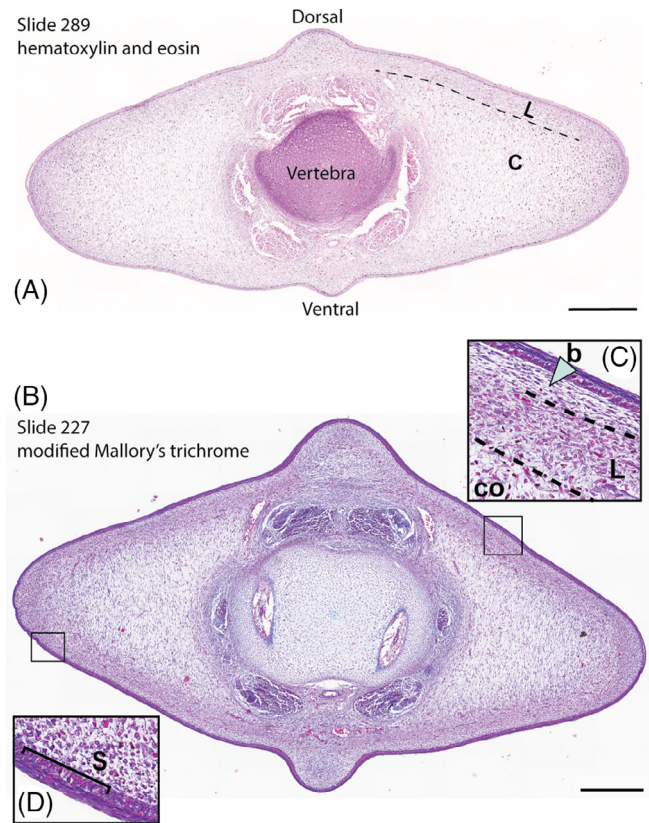 Slide 289
hematoxylin and eosin
Dorsal
L
C
Vertebra
(A)
Ventral
(B)
Slide 227
modified Mallory's trichrome
b
(C)
L
co
S
(D)